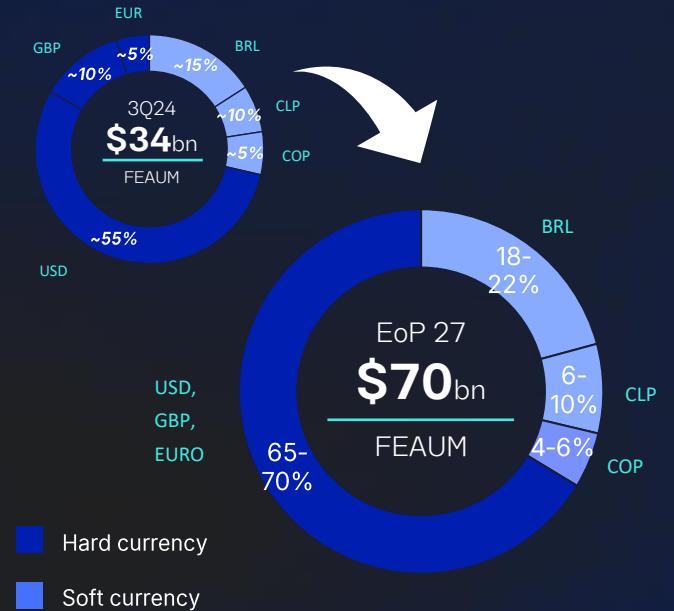 EUR
GBP
BRL
~5%
~15%
~10%
CLP
~10%
3Q24
$34bn
COP
~5%
FEAUM
~55%
USD
BRL
18-
22%
EoP 27
$70bn
FEAUM
6-
10%
CLP
4-6%
COP
USD,
GBP,
EURO
65-
70%
Hard currency
Soft currency